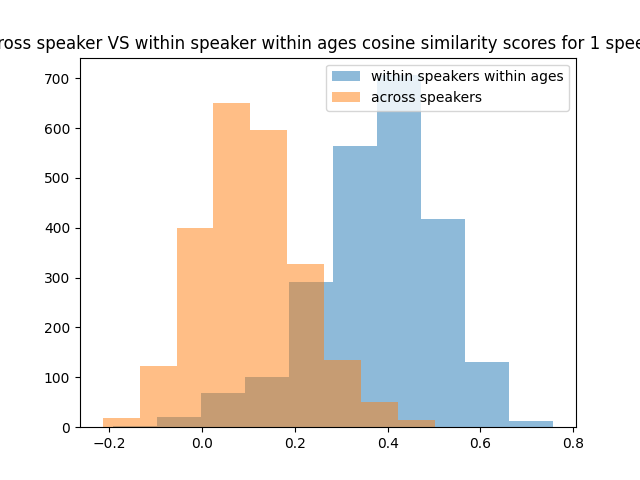 ross speaker VS within speaker within ages cosine similarity scores for 1 spee
within speakers within ages
across speakers
700
600
500
400
300
200
100
0
−0.2 0.0 0.2 0.4 0.6 0.8